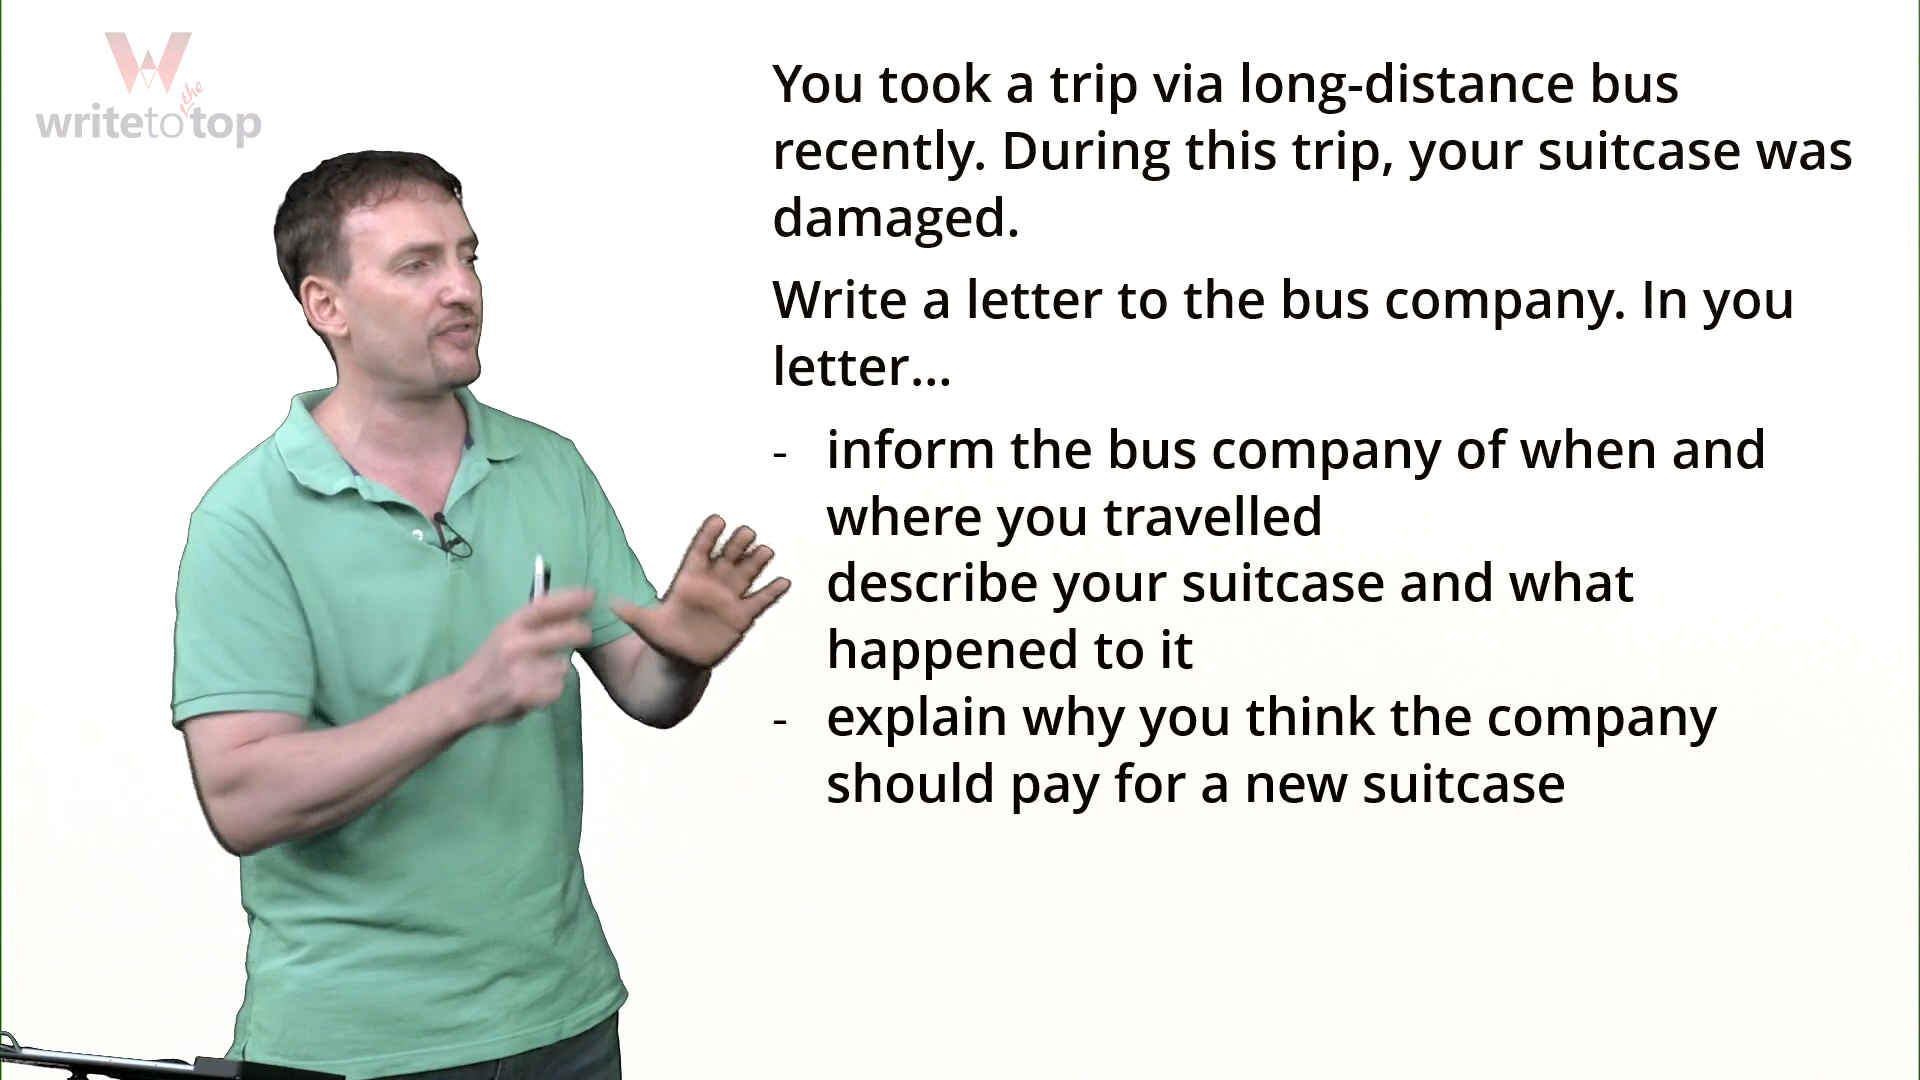 W
the
writetotop
You took a trip via long-distance bus
recently. During this trip, your suitcase was
damaged.
Write a letter to the bus company. In you
letter…
- inform the bus company of when and
where you travelled
describe your suitcase and what
happened to it
- explain why you think the company
should pay for a new suitcase